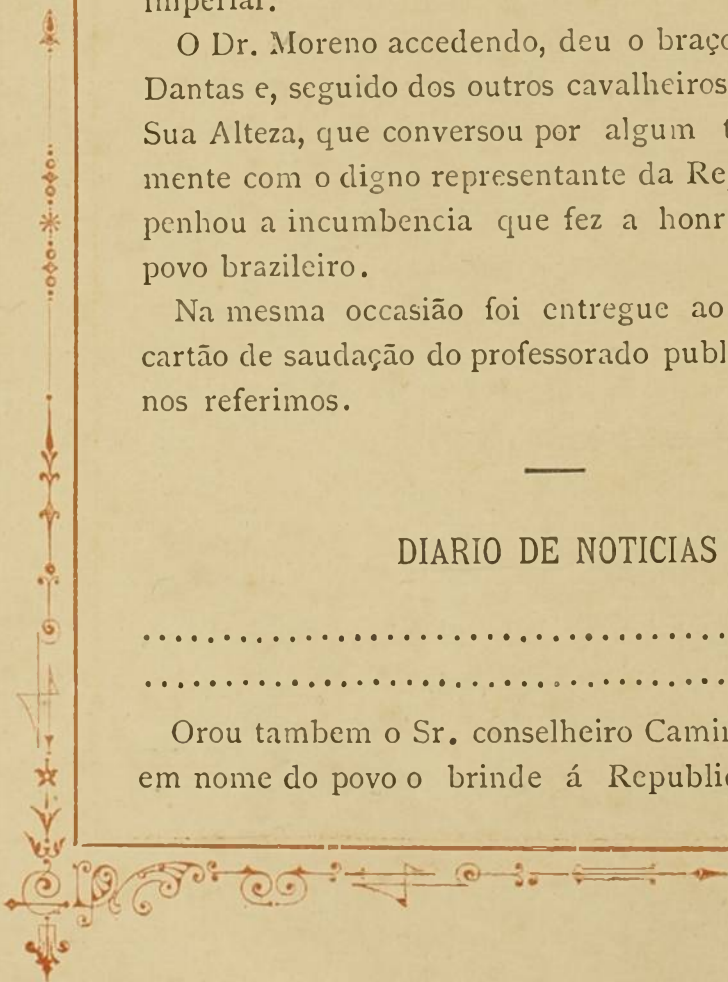 imperial.
O Dr. Moreno accedendo, deu o braço
Dantas e, seguido dos outros cavalheiros
Sua Alteza, que conversou por algum t
mente com o digno representante da Re
penhou a incumbencia que fez a honr
povo brazileiro.
Na mesma occasião foi entregue ao
cartão de saudação do professorado publ
nos referimos.
DIARIO DE NOTICIAS
........................................
........................................
Orou tambem o Sr. conselheiro Camin
em nome do povo o brinde á Republic